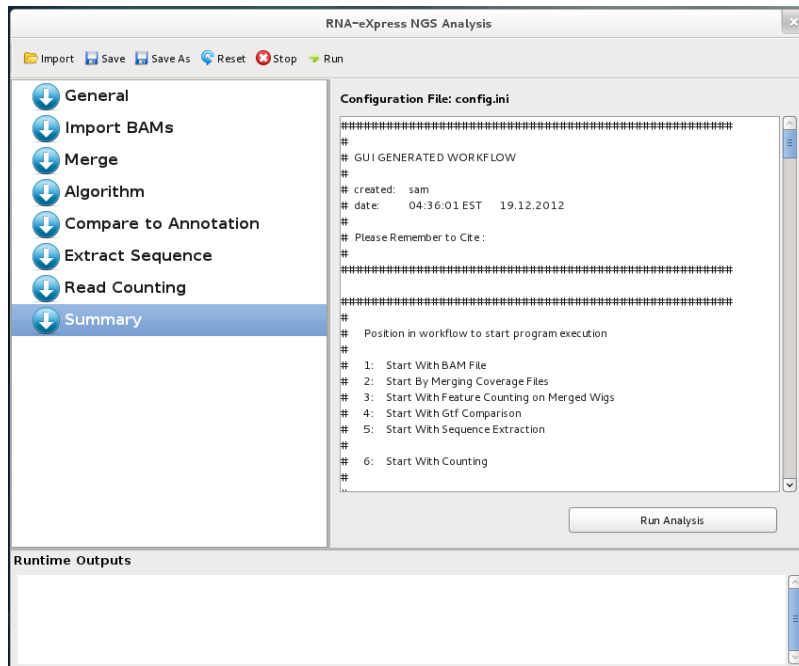 RNA-eXpress NGS Analysis
Import Save Save As Reset Stop Run
General
Import BAMs
Merge
Algorithm
Compare to Annotation
Extract Sequence
Read Counting
Summary
Configuration File: config.ini
###################################################
#
# GUI GENERATED WORKFLOW
#
# created: sam
# date: 04:36:01 EST 19.12.2012
#
# Please Remember to Cite :
#
###################################################
###################################################
#
# Position in workflow to start program execution
#
# 1: Start With BAM File
# 2: Start By Merging Coverage Files
# 3: Start With Feature Counting on Merged Wigs
# 4: Start With Gtf Comparison
# 5: Start With Sequence Extraction
#
# 6: Start With Counting
#
Run Analysis
Runtime Outputs